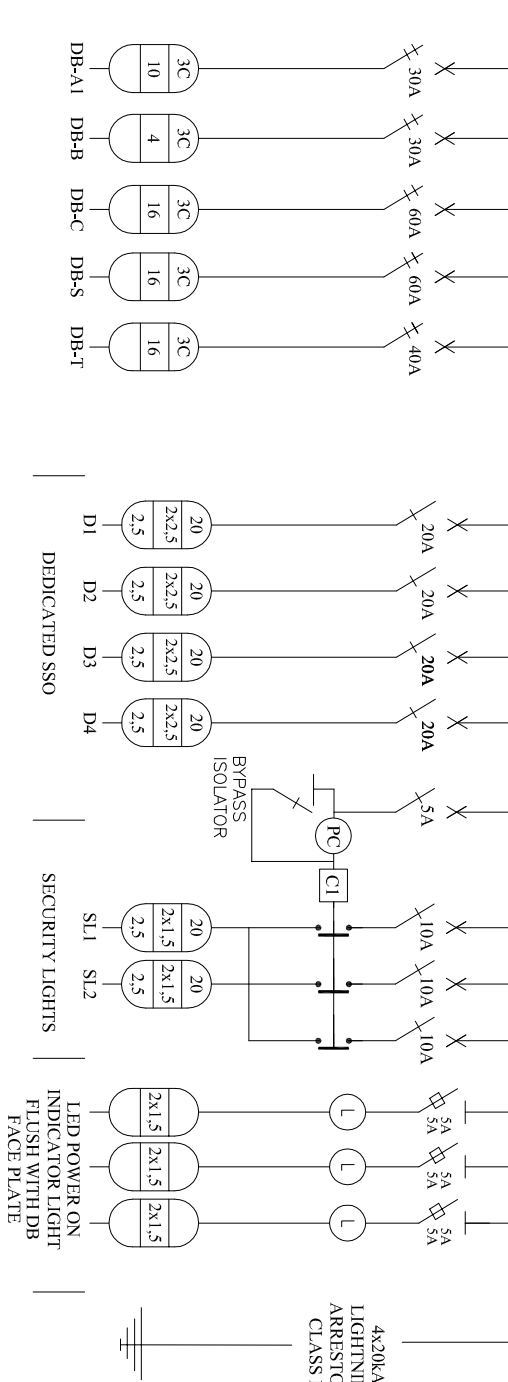 30A
3C
10
DB-A1
30A
3C
4
DB-B
60A
3C
16
DB-C
60A
3C
16
DB-S
40A
3C
16
DB-T
20A
20
2x2,5
2,5
D1
20A
20
2x2,5
2,5
D2
20A
20
2x2,5
2,5
D3
20A
20
2x2,5
2,5
D4
DEDICATED SSO
5A
PC
C1
BYPASS
ISOLATOR
10A
20
2x1,5
2,5
SL1
10A
20
2x1,5
2,5
SL2
10A
SECURITY LIGHTS
5A
5A
L
2x1,5
5A
5A
L
2x1,5
5A
5A
L
2x1,5
LED POWER ON
INDICATOR LIGHT
FLUSH WITH DB
FACE PLATE
4x20kA
LIGHTNI
ARRESTO
CLASS